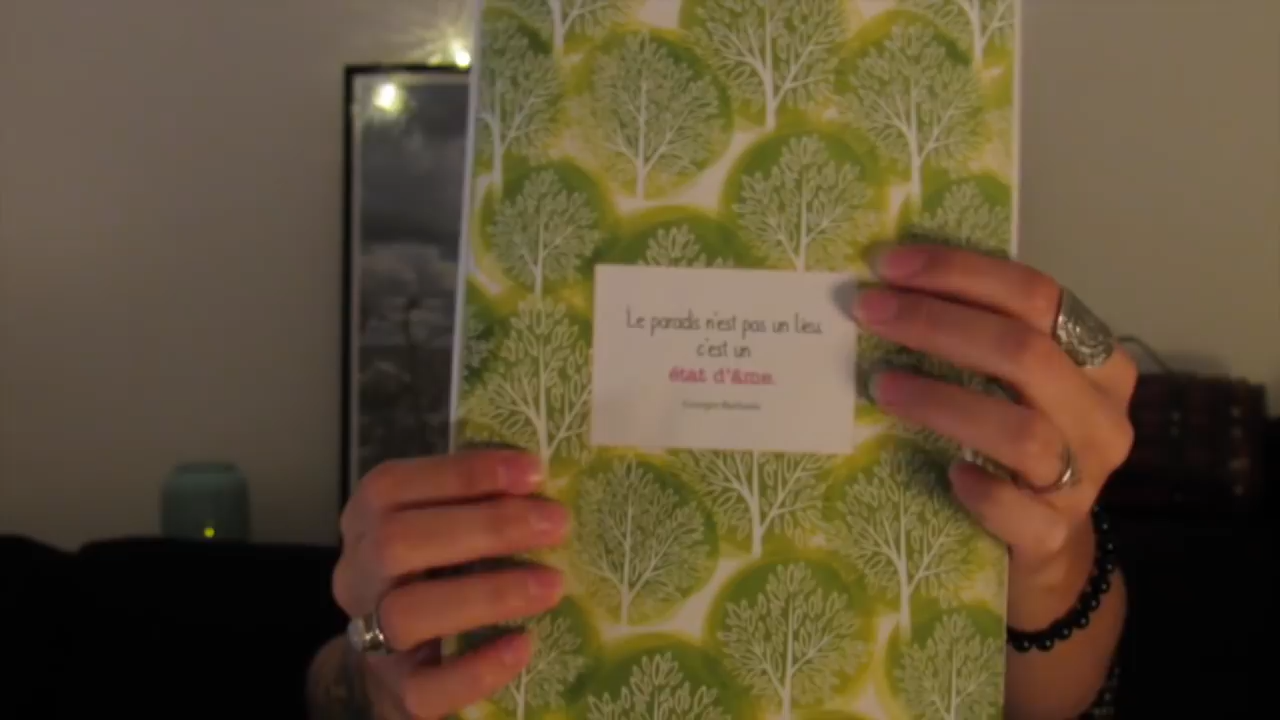 Le paradis n'est pas un lieu
c'est un
état d'âme.